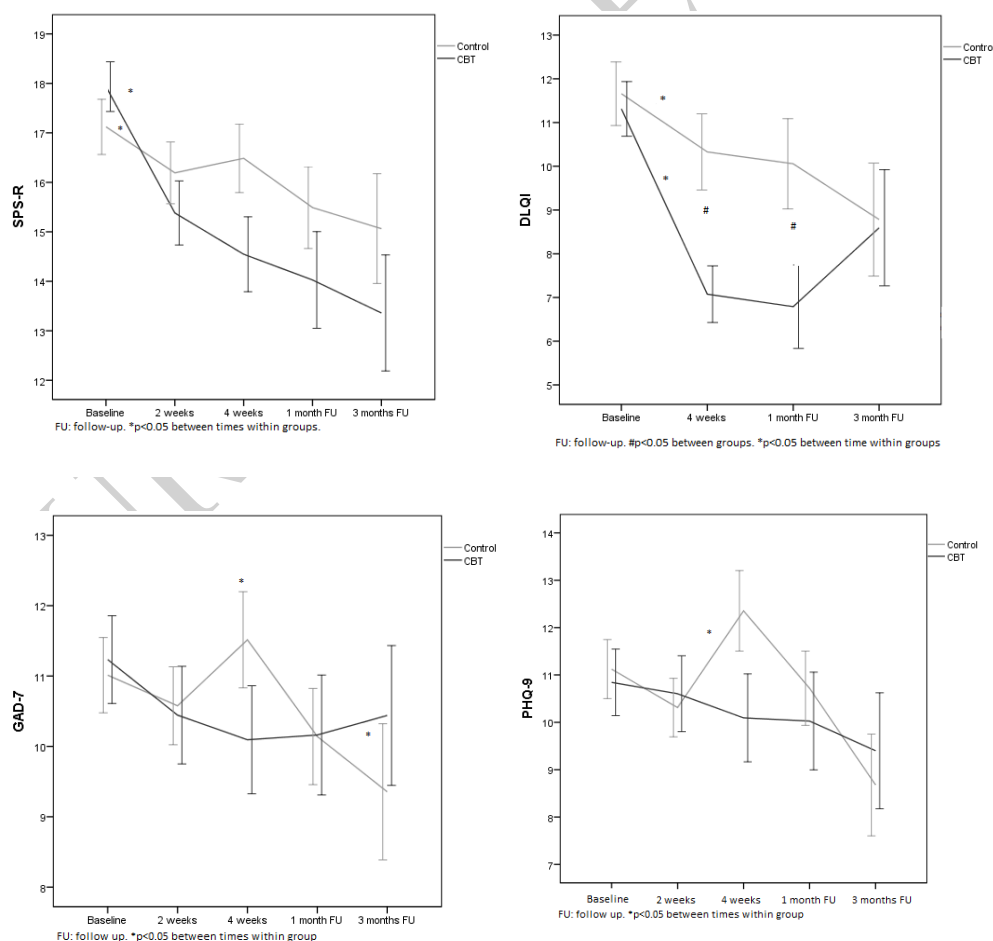 19
18
17
16
15
14
13
12
SPS-R
*
*
Control
CBT
Baseline 2 weeks 4 weeks 1 month FU 3 months FU
FU: follow-up. *p<0.05 between times within groups.
13
12
11
10
9
8
7
6
5
DLQI
*
*
#
#
Contro
CBT
Baseline 4 weeks 1 month FU 3 month FU
FU: follow-up. #p<0.05 between groups. *p<0.05 between time within groups
13
12
11
10
9
8
GAD-7
*
*
Control
CBT
Baseline 2 weeks 4 weeks 1 month FU 3 months FU
FU: follow up. *p<0.05 between times within group
14
13
12
11
10
9
8
7
PHQ-9
*
Control
CBT
Baseline 2 weeks 4 weeks 1 month FU 3 months FU
FU: follow up. *p<0.05 between times within group